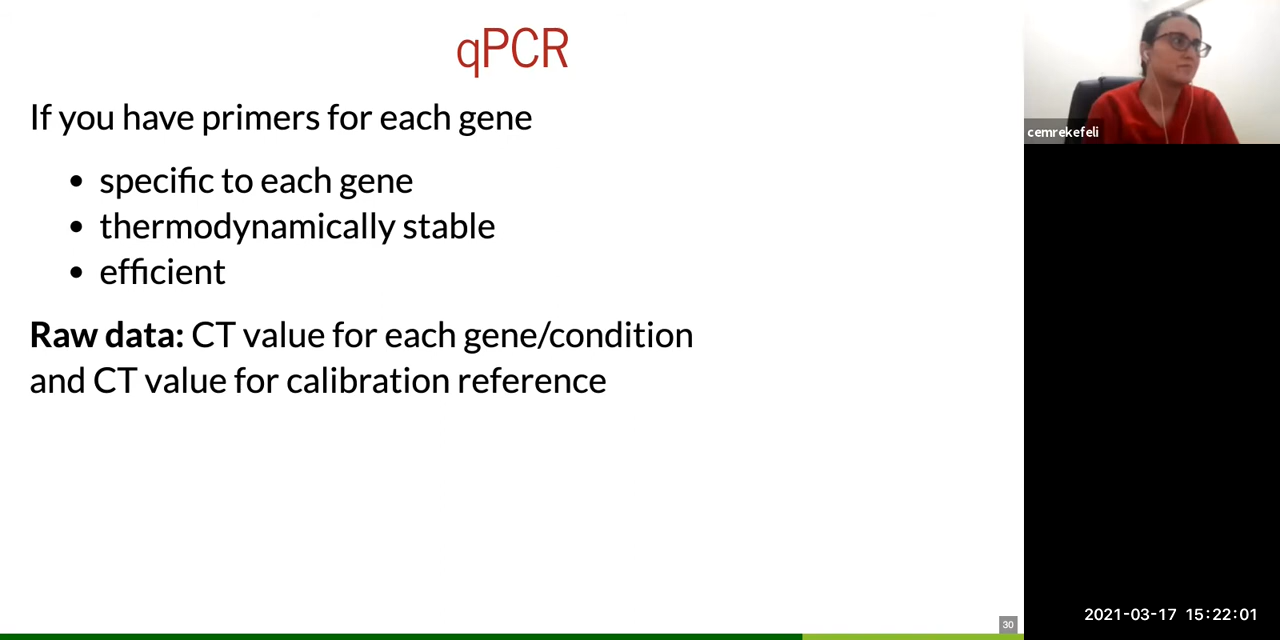 qPCR
If you have primers for each gene
• specific to each gene
• thermodynamically stable
• efficient
Raw data: CT value for each gene/condition
and CT value for calibration reference
30
cemrekefeli
2021-03-17 15:22:01